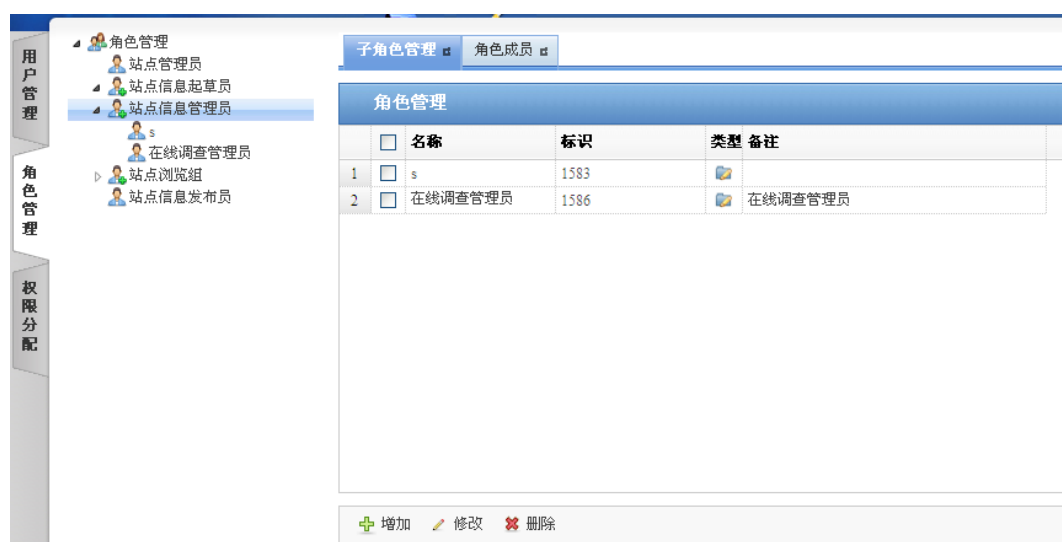 用户管理
角色管理
权限分配
角色管理
站点管理员
站点信息起草员
站点信息管理员
s
在线调查管理员
站点浏览组
站点信息发布员
子角色管理 角色成员
角色管理
名称 标识 类型 备注
1 s 1583
2 在线调查管理员 1586 在线调查管理员
增加 修改 删除